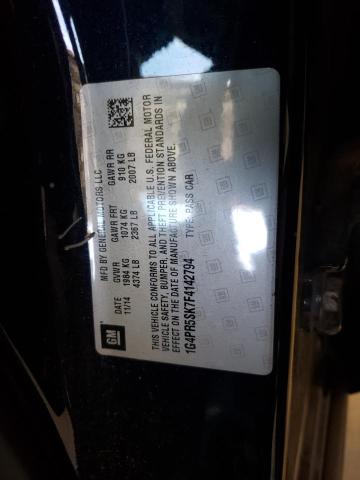 GM
MFD BY GENERAL MOTORS LLC
DATE GVWR GAWR FRT GAWR RR
11/14 1984 KG 1074 KG 910 KG
4374 LB 2367 LB 2007 LB
THIS VEHICLE CONFORMS TO ALL APPLICABLE U.S. FEDERAL MOTOR
VEHICLE SAFETY, BUMPER, AND THEFT PREVENTION STANDARDS IN
EFFECT ON THE DATE OF MANUFACTURE SHOWN ABOVE.
1G4PR5SK7F4142794 TYPE: PASS CAR